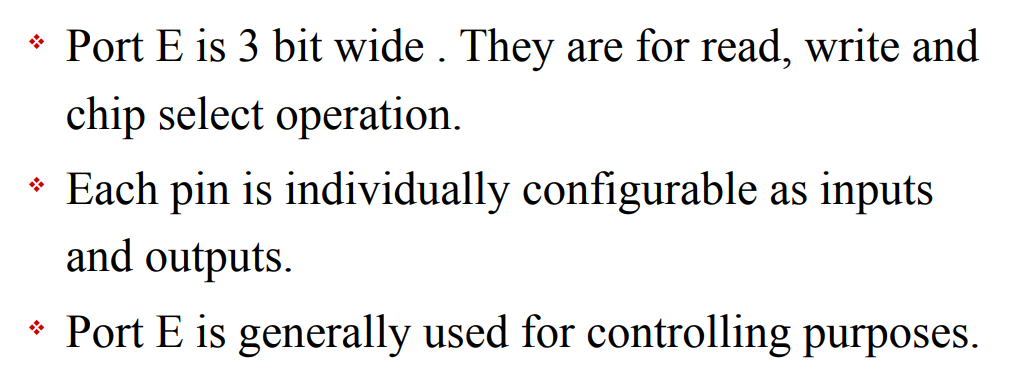 ❖ Port E is 3 bit wide . They are for read, write and
chip select operation.
❖ Each pin is individually configurable as inputs
and outputs.
❖ Port E is generally used for controlling purposes.